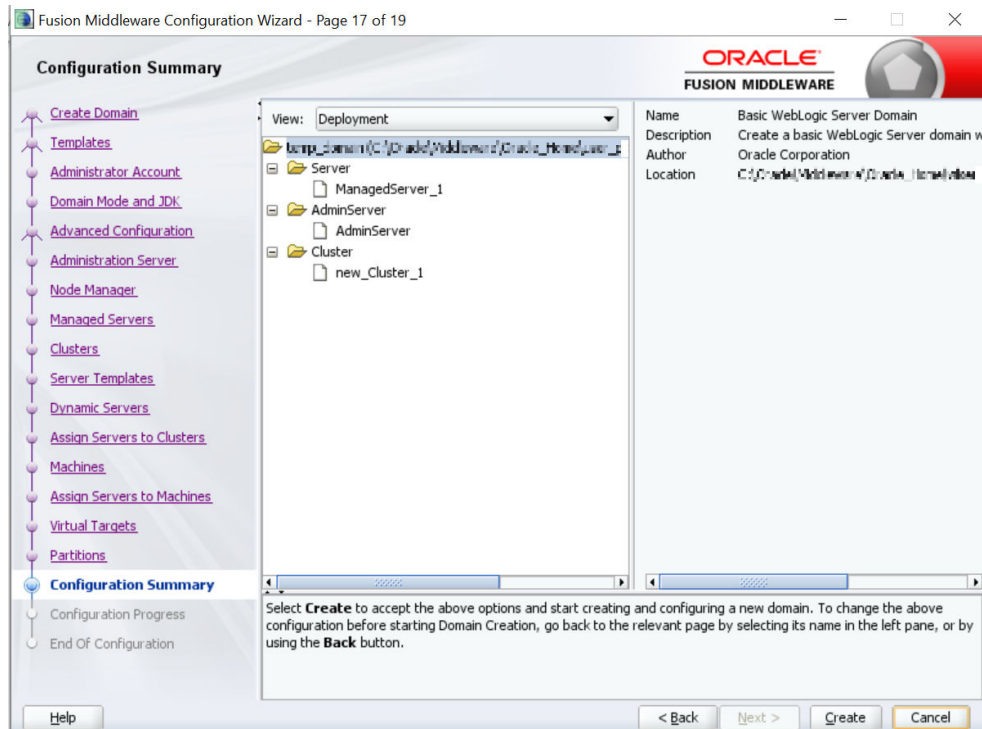 Fusion Middleware Configuration Wizard - Page 17 of 19
Configuration Summary
ORACLE
FUSION MIDDLEWARE
Create Domain
Templates
Administrator Account
Domain Mode and JDK
Advanced Configuration
Administration Server
Node Manager
Managed Servers
Clusters
Server Templates
Dynamic Servers
Assign Servers to Clusters
Machines
Assign Servers to Machines
Virtual Targets
Partitions
Configuration Summary
Configuration Progress
End Of Configuration
View: Deployment
Server
ManagedServer_1
AdminServer
AdminServer
Cluster
new_Cluster_1
Name Basic WebLogic Server Domain
Description Create a basic WebLogic Server domain w
Author Oracle Corporation
Location
Select Create to accept the above options and start creating and configuring a new domain. To change the above
configuration before starting Domain Creation, go back to the relevant page by selecting its name in the left pane, or by
using the Back button.
Help
< Back
Next >
Create
Cancel